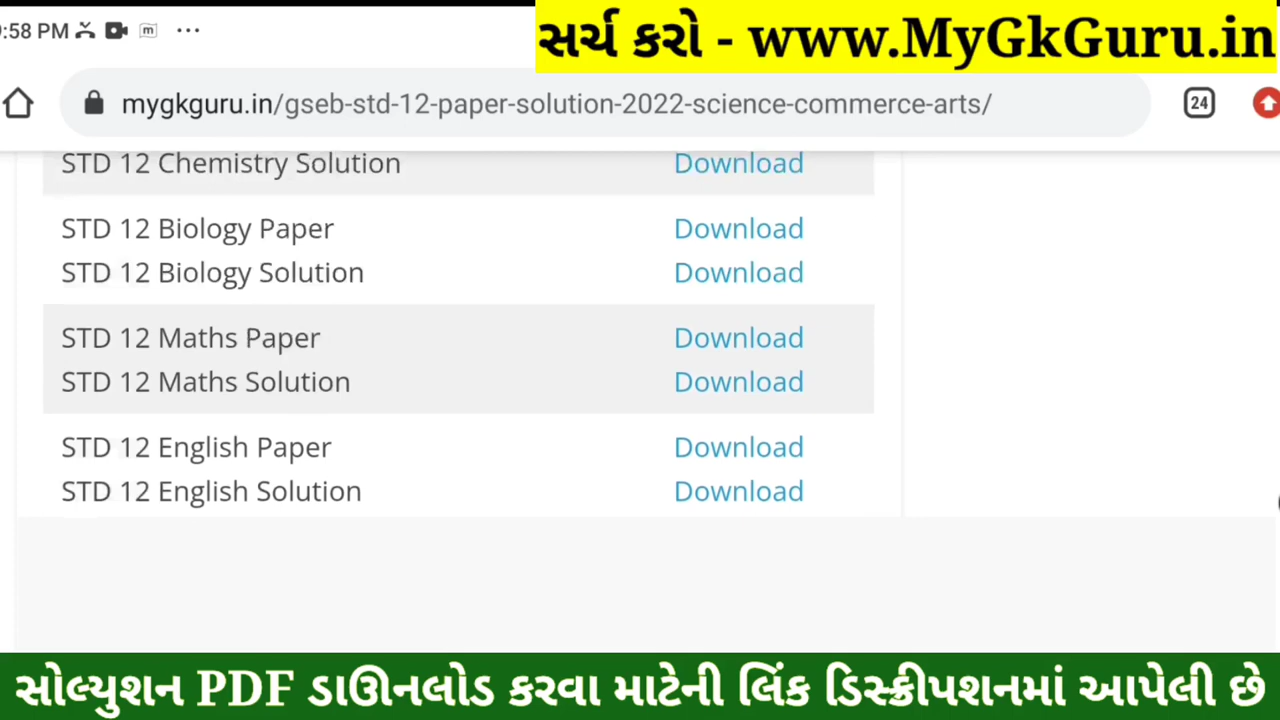 :58 PM
સર્ચ કરો - www.MyGkGuru.in
mygkguru.in/gseb-std-12-paper-solution-2022-science-commerce-arts/
24
STD 12 Chemistry Solution Download
STD 12 Biology Paper Download
STD 12 Biology Solution Download
STD 12 Maths Paper Download
STD 12 Maths Solution Download
STD 12 English Paper Download
STD 12 English Solution Download
સોલ્યુશન PDF ડાઊનલોડ કરવા માટેની લિંક ડિસ્ક્રીપશનમાં આપેલી છે